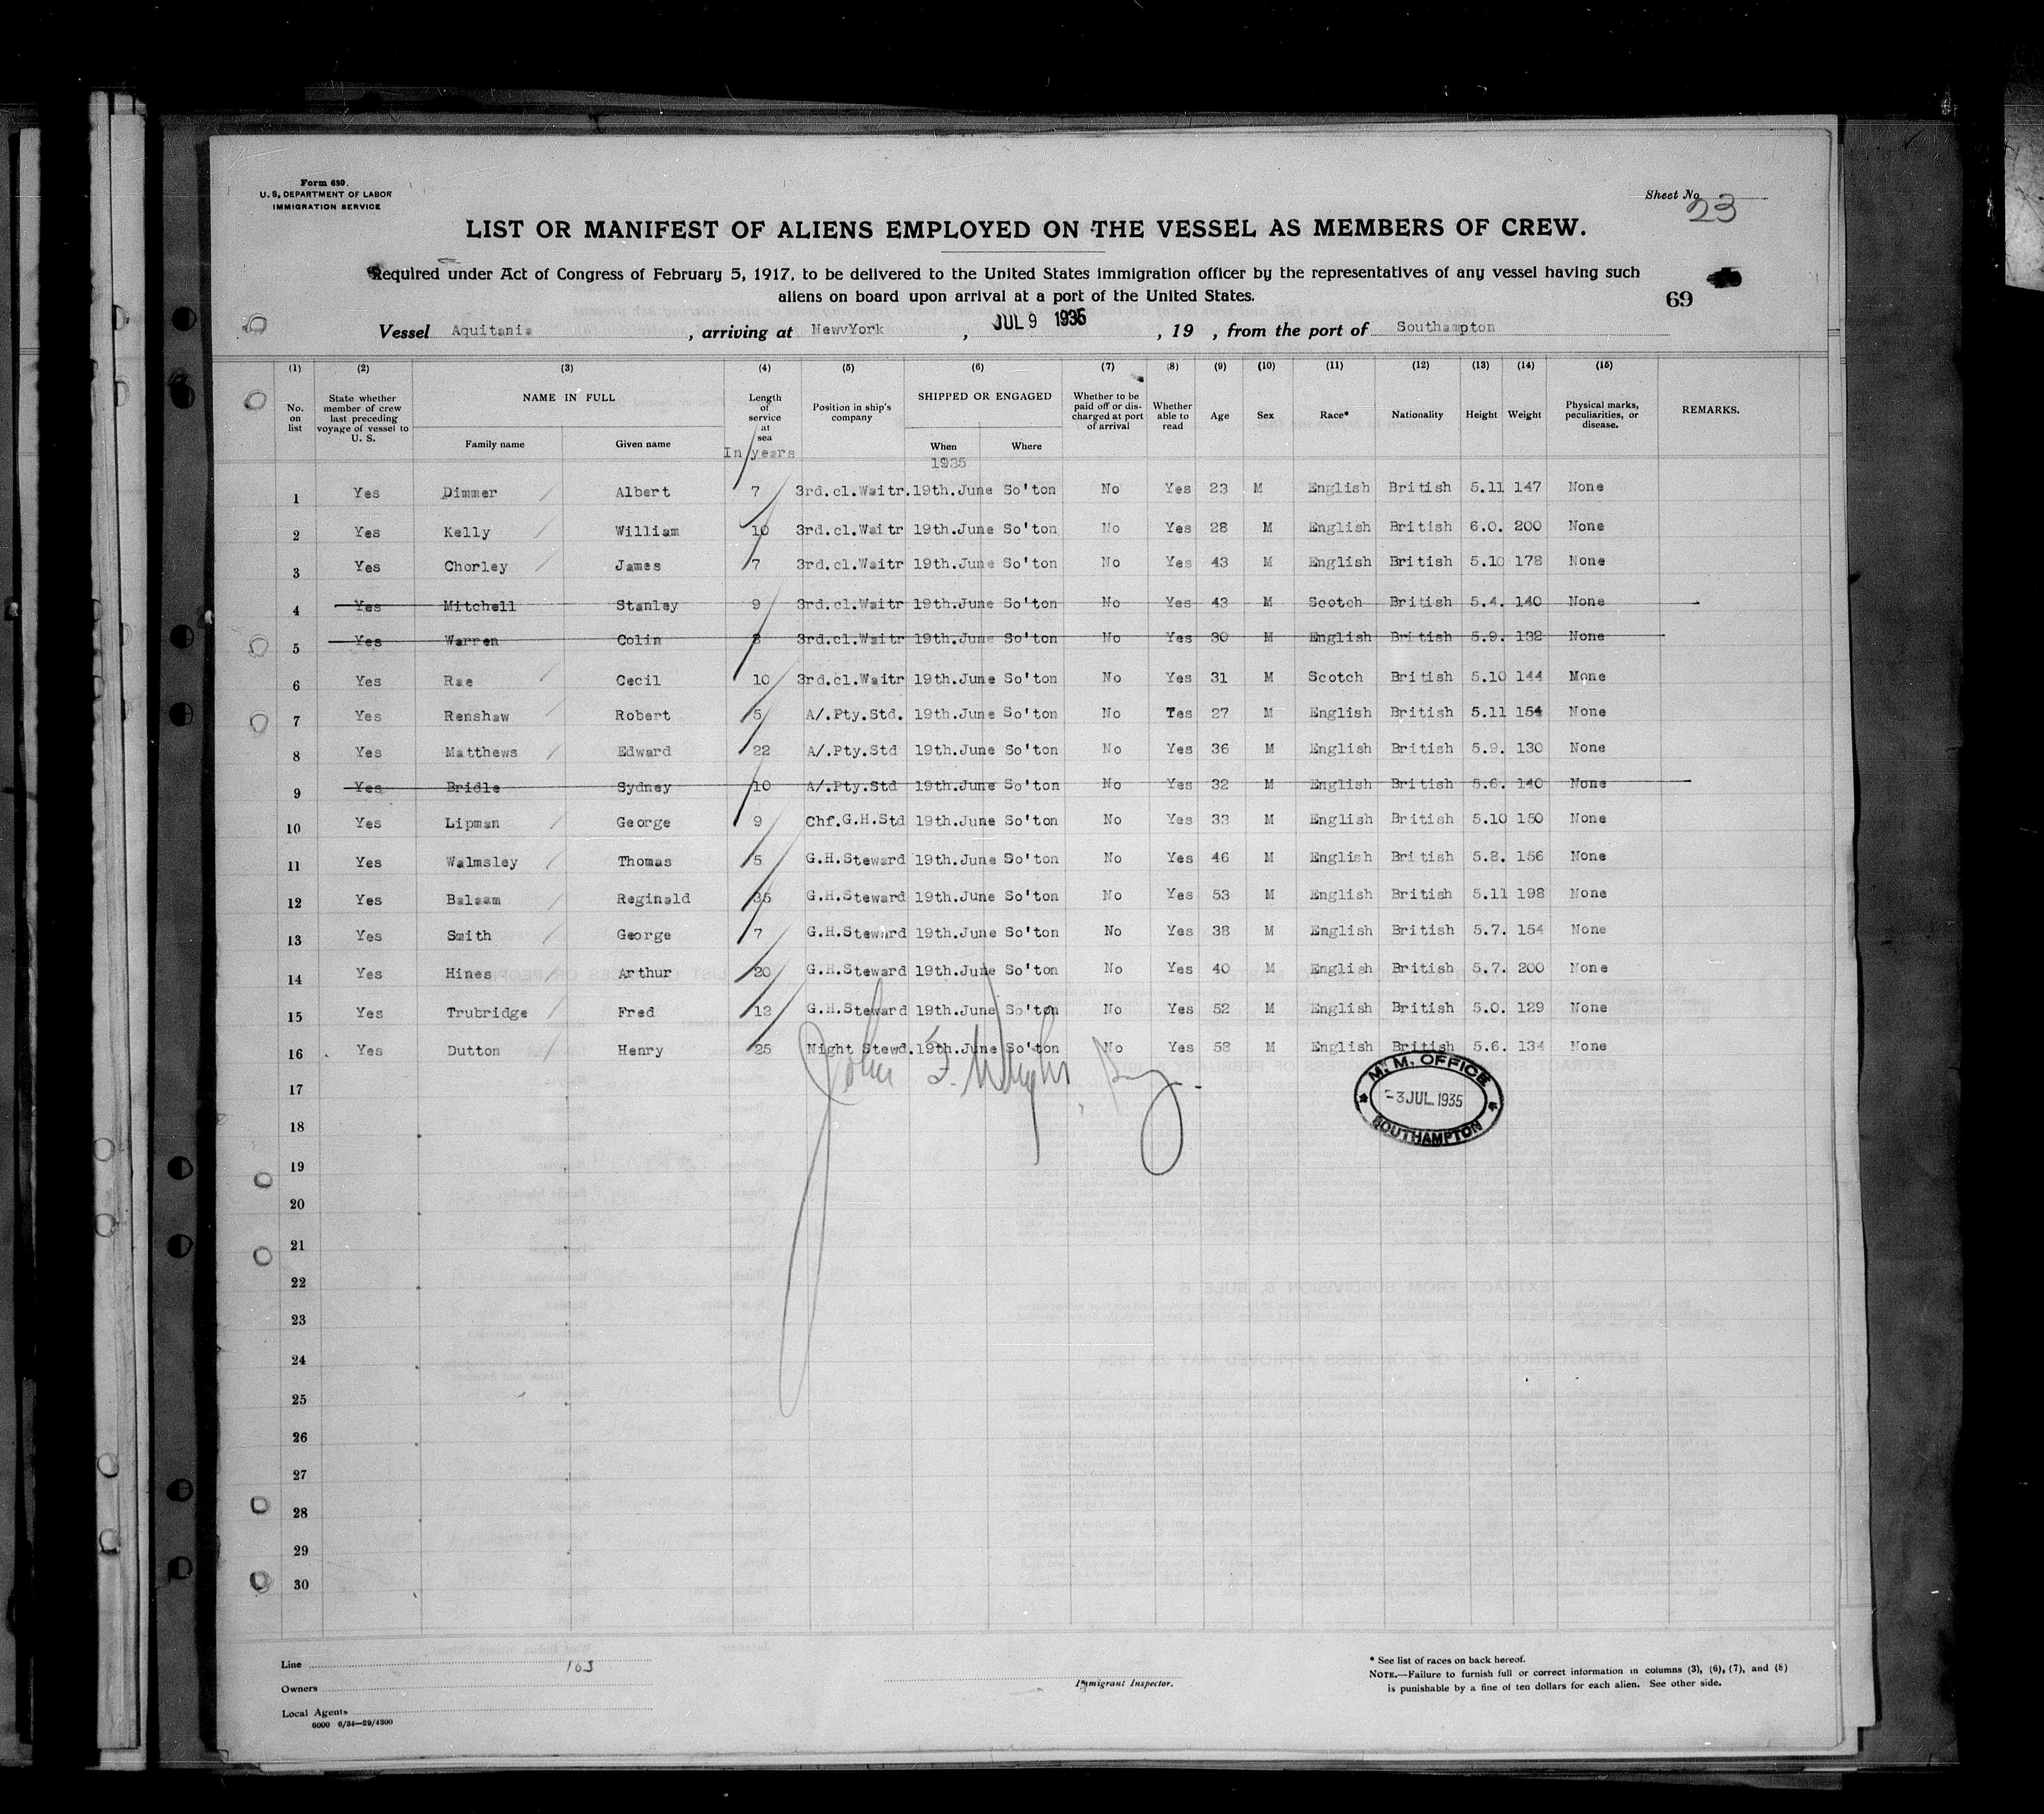 Form 680.
U. S. DEPARTMENT OF LABOR
IMMIGRATION SERVICE
Sheet No. 23
LIST OR MANIFEST OF ALIENS EMPLOYED ON THE VESSEL AS MEMBERS OF CREW.
Required under Act of Congress of February 5, 1917, to be delivered to the United States immigration officer by the representatives of any vessel having such
aliens on board upon arrival at a port of the United States.
69
Vessel Aquitania , arriving at NewvYork , JUL 9 1935 , 19 , from the port of Southampton
(1) (2) (3) (4) (5) (6) (7) (8) (9) (10) (11) (12) (13) (14) (15)
No. on list State whether member of crew last preceding voyage of vessel to U. S. NAME IN FULL Family name Given name Length of service at sea In years Position in ship's company SHIPPED OR ENGAGED When 1935 Where Whether to be paid off or discharged at port of arrival Whether able to read Age Sex Race* Nationality Height Weight Physical marks, peculiarities, or disease. REMARKS.
1 Yes Dimmer Albert 7 3rd.cl.Waitr. 19th.June So'ton No Yes 23 M English British 5.11 147 None
2 Yes Kelly William 10 3rd.cl.Waitr 19th.June So'ton No Yes 28 M English British 6.0. 200 None
3 Yes Chorley James 7 3rd.cl.Waitr 19th.June So'ton No Yes 43 M English British 5.10 178 None
4 Yes Mitchell Stanley 9 3rd.cl.Waitr 19th.June So'ton No Yes 43 M Scotch British 5.4. 140 None
5 Yes Warren Colin 8 3rd.cl.Waitr 19th.June So'ton No Yes 30 M English British 5.9. 132 None
6 Yes Rae Cecil 10 3rd.cl.Waitr 19th.June So'ton No Yes 31 M Scotch British 5.10 144 None
7 Yes Renshaw Robert 5 A/.Pty.Std. 19th.June So'ton No Yes 27 M English British 5.11 154 None
8 Yes Matthews Edward 22 A/.Pty.Std 19th.June So'ton No Yes 36 M English British 5.9. 130 None
9 Yes Bridle Sydney 10 A/.Pty.Std 19th.June So'ton No Yes 32 M English British 5.6. 140 None
10 Yes Lipman George 9 Chf.G.H.Std 19th.June So'ton No Yes 33 M English British 5.10 150 None
11 Yes Walmsley Thomas 5 G.H.Steward 19th.June So'ton No Yes 46 M English British 5.8. 156 None
12 Yes Balaam Reginald 35 G.H.Steward 19th.June So'ton No Yes 53 M English British 5.11 198 None
13 Yes Smith George 7 G.H.Steward 19th.June So'ton No Yes 38 M English British 5.7. 154 None
14 Yes Hines Arthur 20 G.H.Steward 19th.June So'ton No Yes 40 M English British 5.7. 200 None
15 Yes Trubridge Fred 12 G.H.Steward 19th.June So'ton No Yes 52 M English British 5.0. 129 None
16 Yes Dutton Henry 25 Night Stewd. 19th.June So'ton No Yes 58 M English British 5.6. 134 None
17
18
19
20
21
22
23
24
25
26
27
28
29
30
M. M. OFFICE
-3 JUL 1935
SOUTHAMPTON
Line 163
Owners
Local Agents
6000 6/34—29/4300
Immigrant Inspector.
* See list of races on back hereof.
NOTE.—Failure to furnish full or correct information in columns (3), (6), (7), and (8)
is punishable by a fine of ten dollars for each alien. See other side.